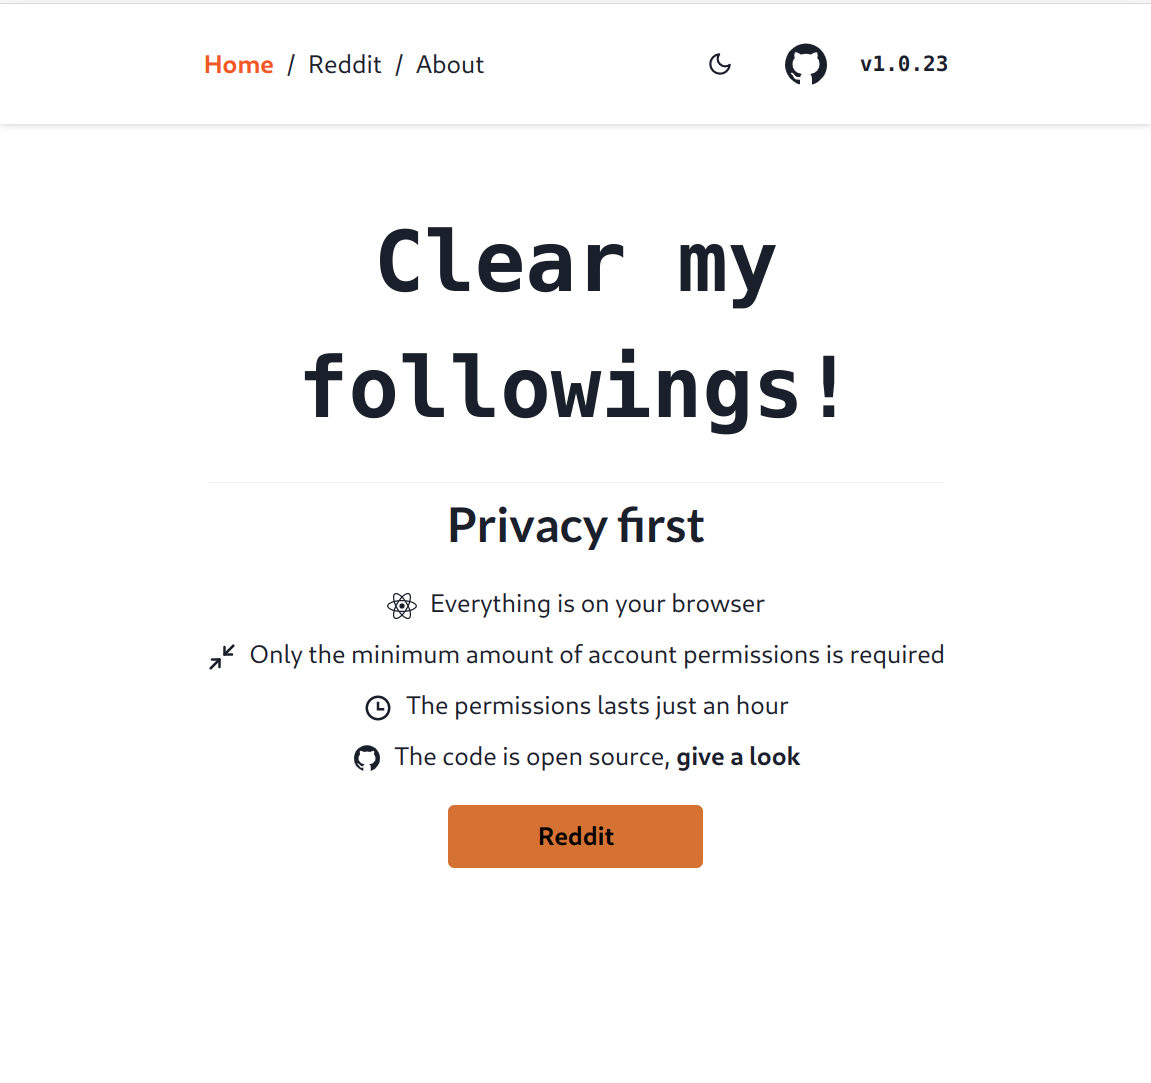 Home / Reddit / About v1.0.23
Clear my
followings!
Privacy first
Everything is on your browser
Only the minimum amount of account permissions is required
The permissions lasts just an hour
The code is open source, give a look
Reddit